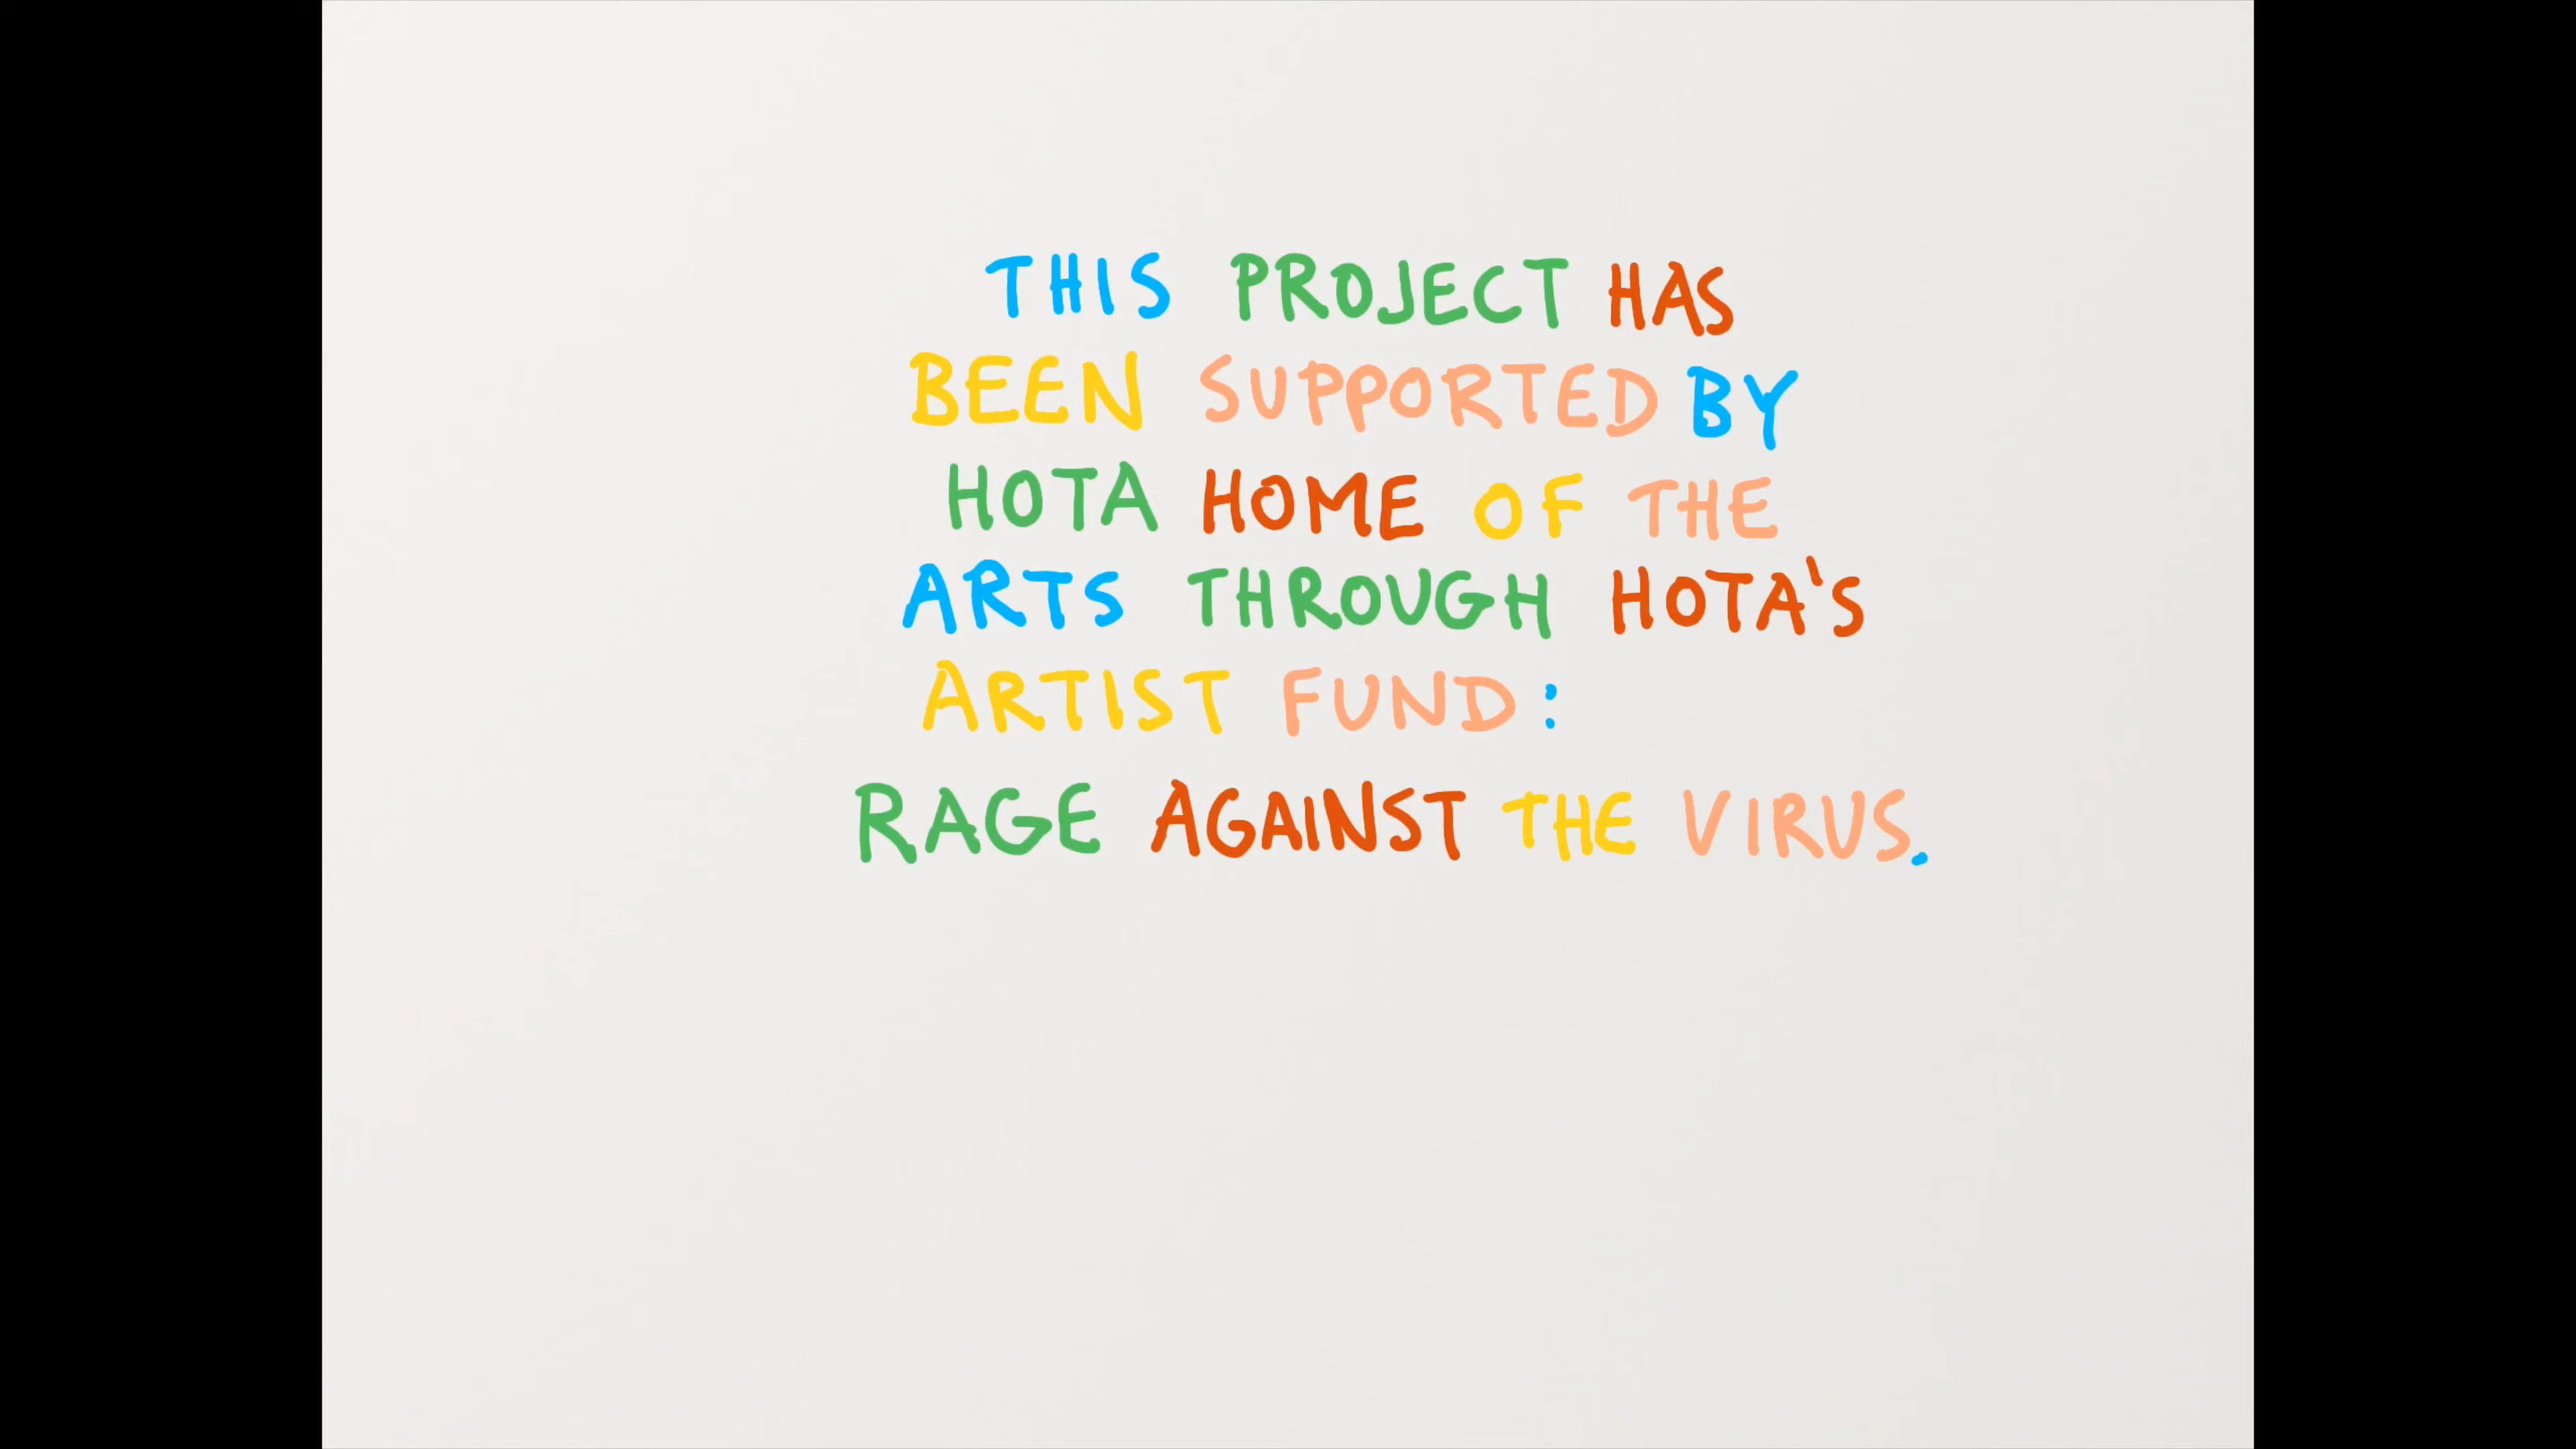 THIS PROJECT HAS
BEEN SUPPORTED BY
HOTA HOME OF THE
ARTS THROUGH HOTA'S
ARTIST FUND:
RAGE AGAINST THE VIRUS.